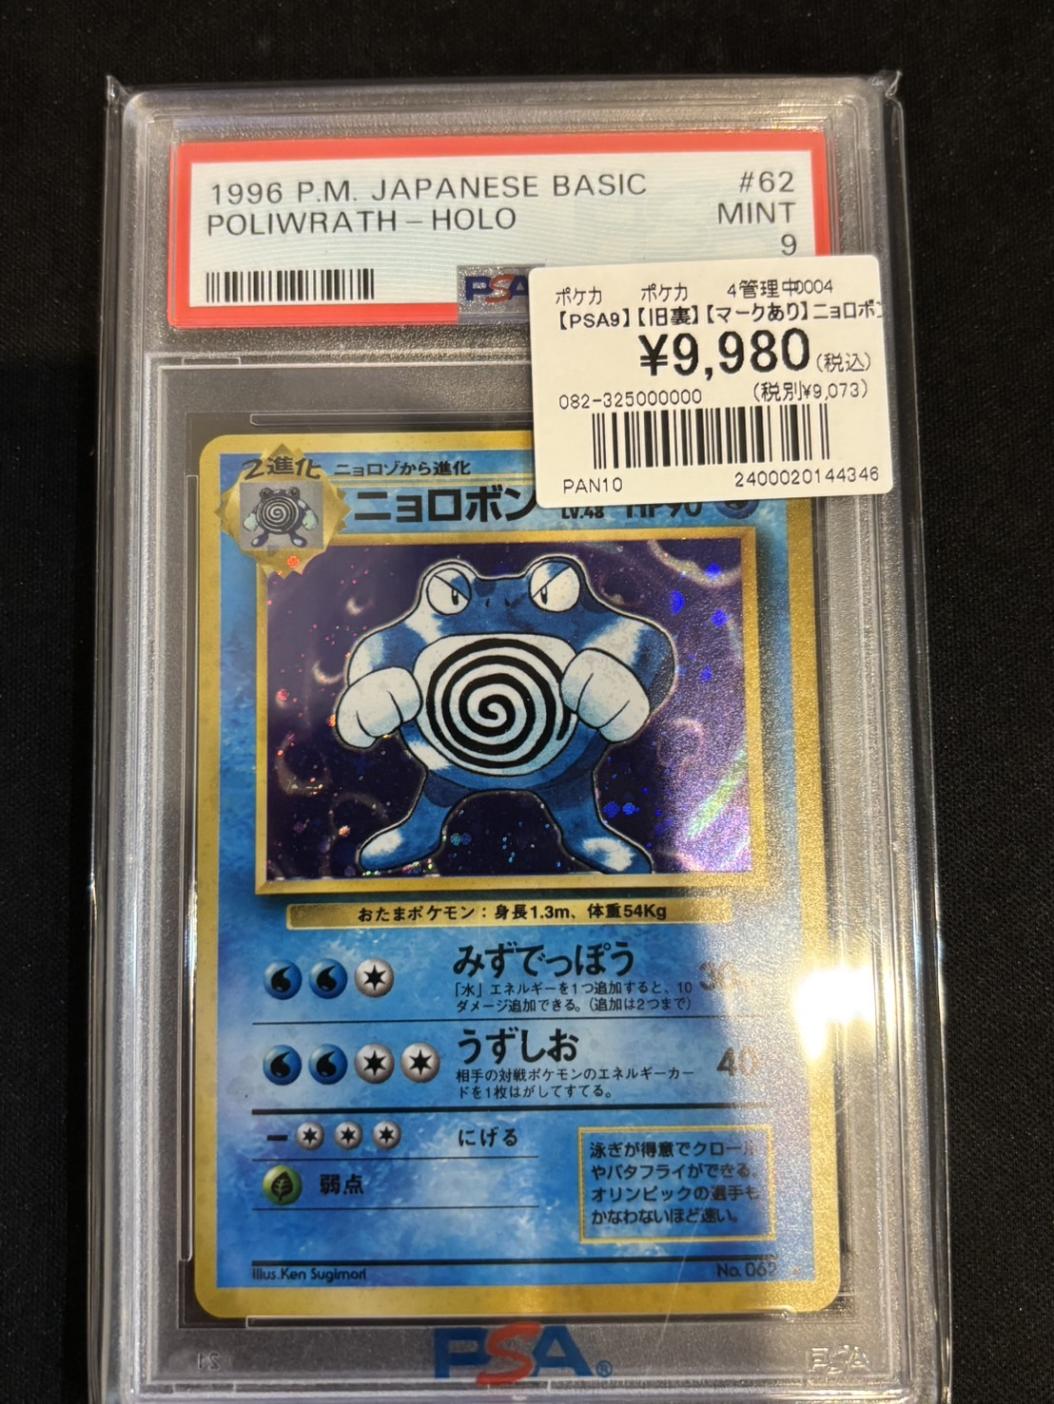 1996 P.M. JAPANESE BASIC #62
POLIWRATH - HOLO MINT
9
PSA
ポケカ ポケカ 4管理中0004
【PSA9】【旧裏】【マークあり】ニョロボン
¥9,980(税込)
082-325000000 (税別¥9,073)
PAN10 2400020144346
2進化 ニョロゾから進化
ニョロボン LV.48 HP90
おたまポケモン：身長1.3m、体重54Kg
みずでっぽう 30
「水」エネルギーを1つ追加すると、10
ダメージ追加できる。(追加は2つまで)
うずしお 40
相手の対戦ポケモンのエネルギーカー
ドを1枚はがしてすてる。
にげる
弱点
泳ぎが得意でクロール
やバタフライができる。
オリンピックの選手も
かなわないほど速い。
Illus. Ken Sugimori No. 062
PSA®
PSA